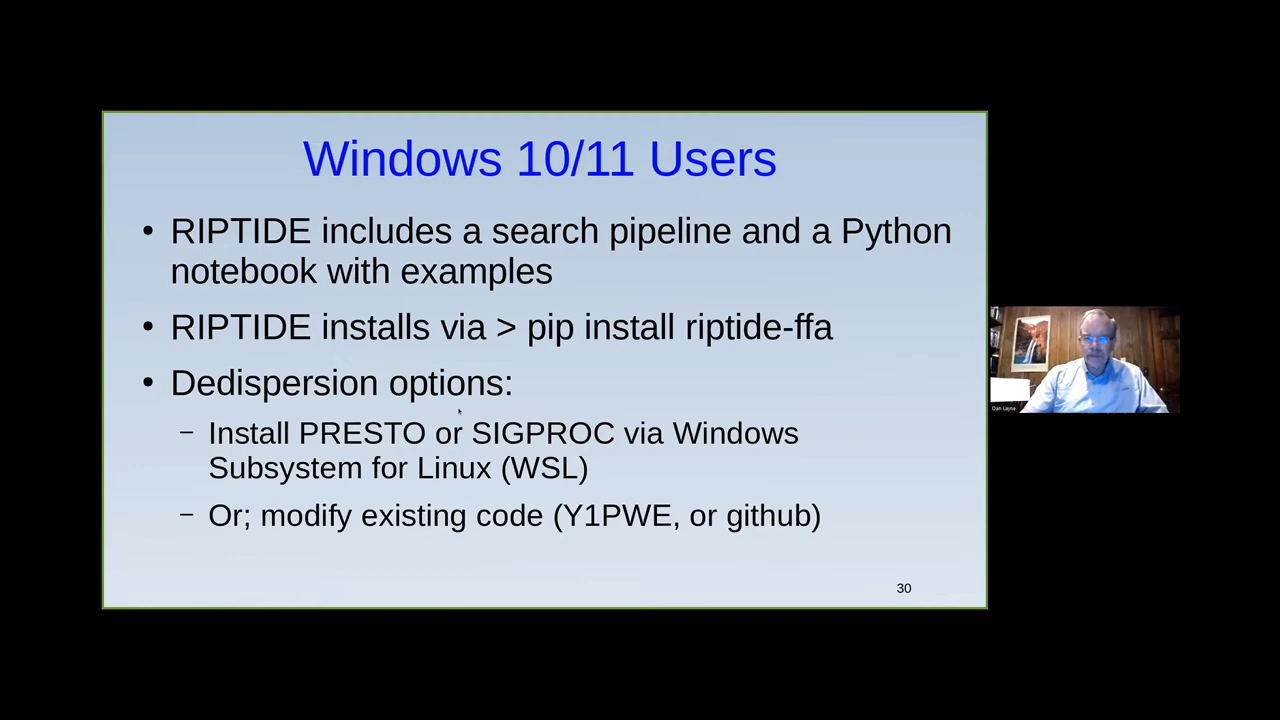 Windows 10/11 Users
• RIPTIDE includes a search pipeline and a Python
notebook with examples
• RIPTIDE installs via > pip install riptide-ffa
• Dedispersion options:
– Install PRESTO or SIGPROC via Windows
Subsystem for Linux (WSL)
– Or; modify existing code (Y1PWE, or github)
30
Dan Layne